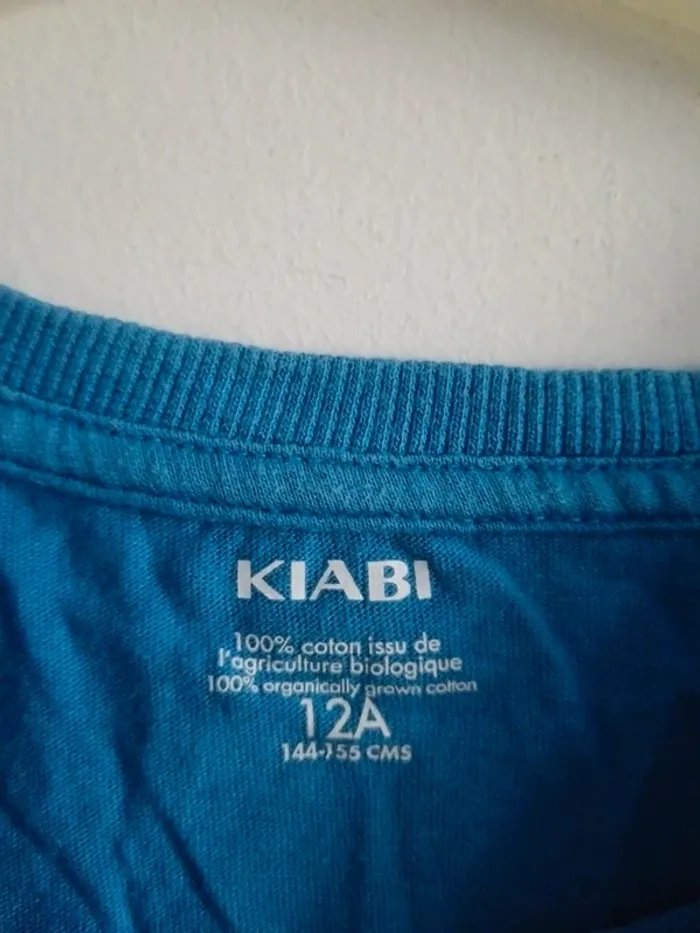 KIABI
100% coton issu de
l'agriculture biologique
100% organically grown cotton
12A
144-155 CMS